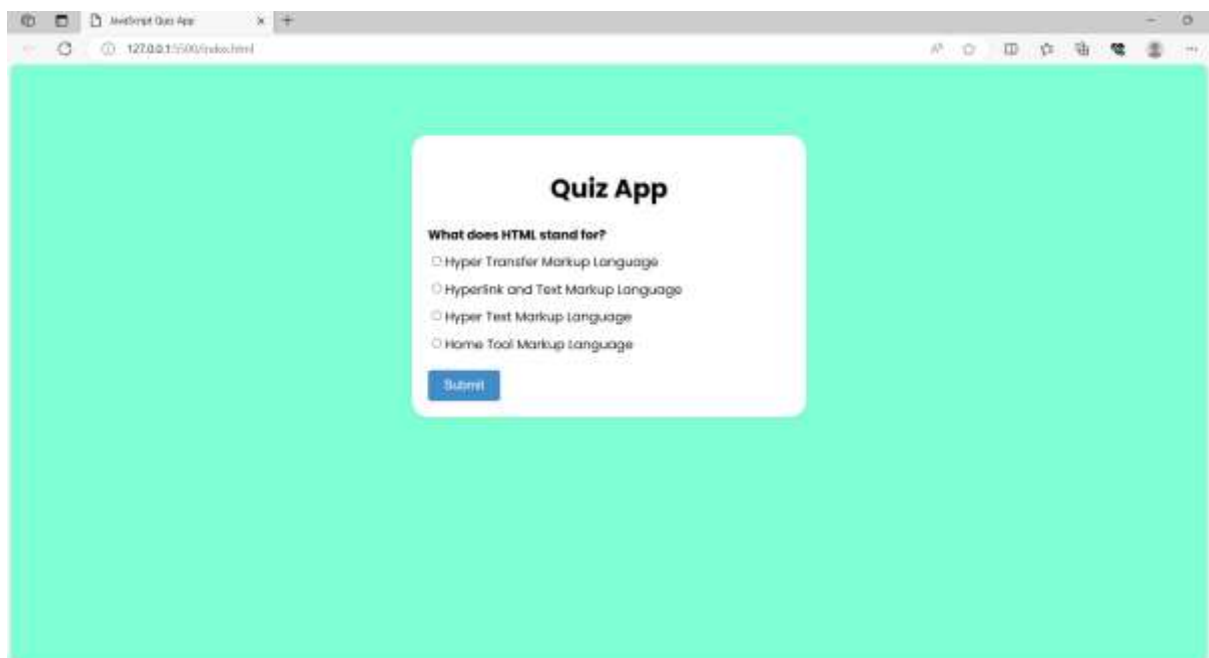 JavaScript Quiz App
127.0.0.1:5500/index.html
Quiz App
What does HTML stand for?
Hyper Transfer Markup Language
Hyperlink and Text Markup Language
Hyper Text Markup Language
Home Tool Markup Language
Submit